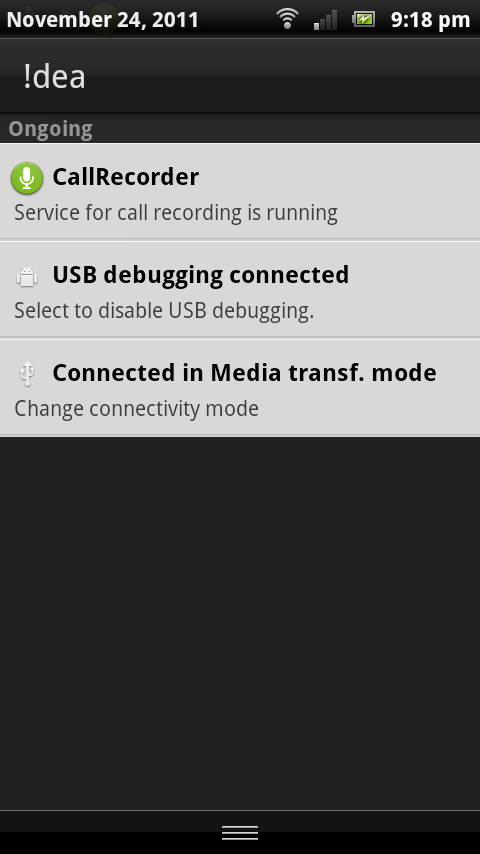 November 24, 2011 9:18 pm
!dea
Ongoing
CallRecorder
Service for call recording is running
USB debugging connected
Select to disable USB debugging.
Connected in Media transf. mode
Change connectivity mode